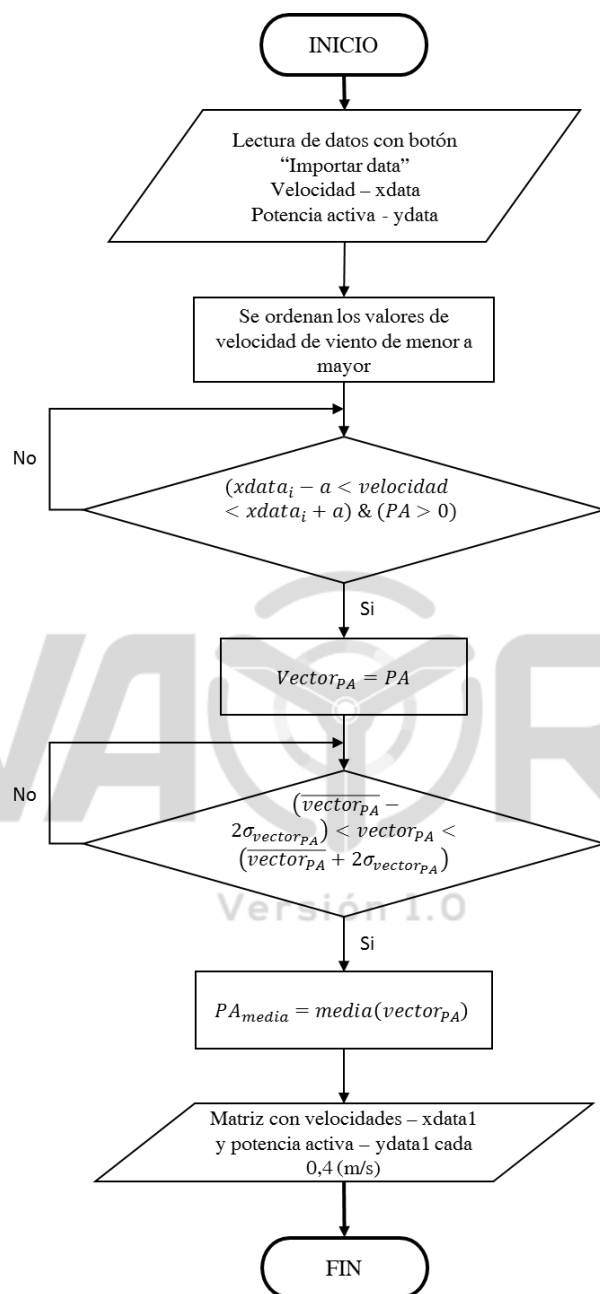 INICIO
Lectura de datos con botón
“Importar data”
Velocidad – xdata
Potencia activa - ydata
Se ordenan los valores de
velocidad de viento de menor a
mayor
No
(xdata_i − a < velocidad
< xdata_i + a) & (PA > 0)
Si
Vector_PA = PA
No
(\overline{vector_PA} −
2σ_vector_PA) < vector_PA <
(\overline{vector_PA} + 2σ_vector_PA)
Versión 1.0
Si
PA_media = media(vector_PA)
Matriz con velocidades – xdata1
y potencia activa – ydata1 cada
0,4 (m/s)
FIN